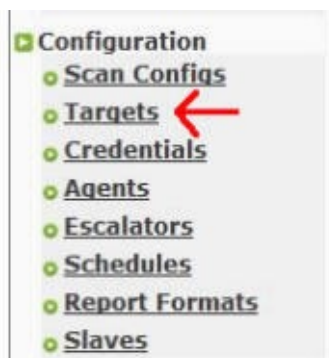 Configuration
Scan Configs
Targets
Credentials
Agents
Escalators
Schedules
Report Formats
Slaves